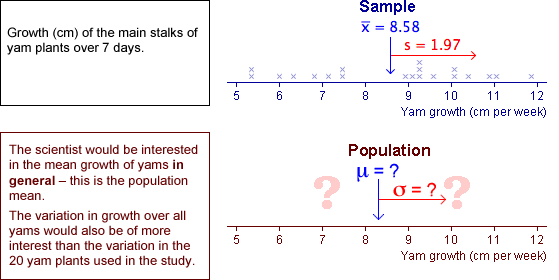 Growth (cm) of the main stalks of
yam plants over 7 days.
Sample
x̅ = 8.58
s = 1.97
5 6 7 8 9 10 11 12
Yam growth (cm per week)
The scientist would be interested
in the mean growth of yams in
general – this is the population
mean.
The variation in growth over all
yams would also be of more
interest than the variation in the
20 yam plants used in the study.
Population
μ = ?
? σ = ? ?
5 6 7 8 9 10 11 12
Yam growth (cm per week)